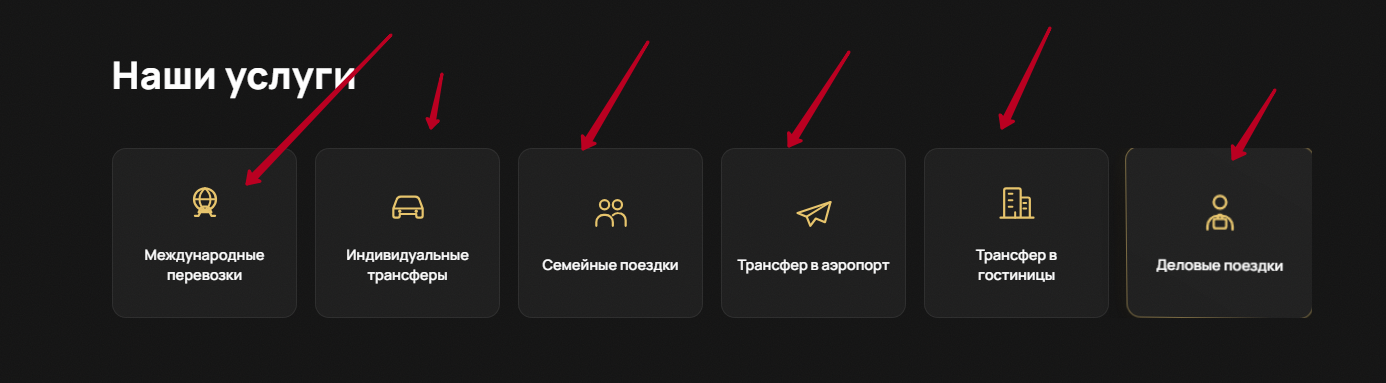 Наши услуги
Международные
перевозки
Индивидуальные
трансферы
Семейные поездки
Трансфер в аэропорт
Трансфер в
гостиницы
Деловые поездки